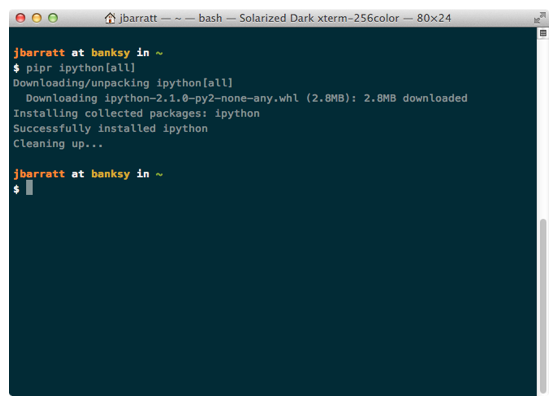 jbarratt — ~ — bash — Solarized Dark xterm-256color — 80×24
jbarratt at banksy in ~
$ pipr ipython[all]
Downloading/unpacking ipython[all]
  Downloading ipython-2.1.0-py2-none-any.whl (2.8MB): 2.8MB downloaded
Installing collected packages: ipython
Successfully installed ipython
Cleaning up...
jbarratt at banksy in ~
$